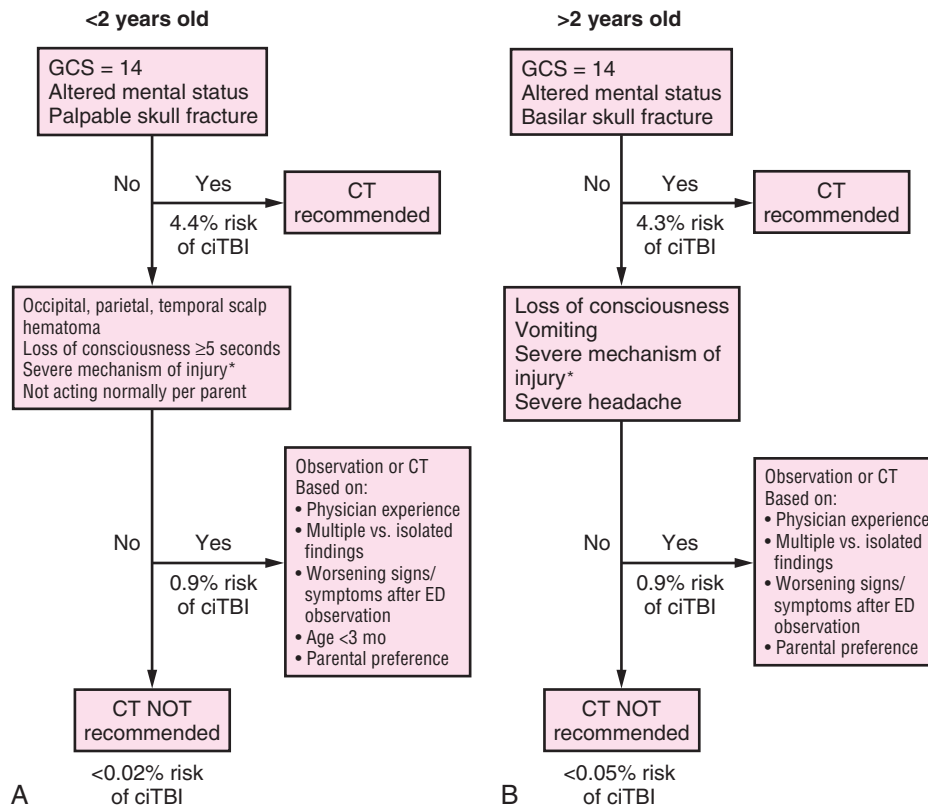 <2 years old
GCS = 14
Altered mental status
Palpable skull fracture
No
Yes
4.4% risk
of ciTBI
CT
recommended
Occipital, parietal, temporal scalp
hematoma
Loss of consciousness ≥5 seconds
Severe mechanism of injury*
Not acting normally per parent
No
Yes
0.9% risk
of ciTBI
Observation or CT
Based on:
• Physician experience
• Multiple vs. isolated
findings
• Worsening signs/
symptoms after ED
observation
• Age <3 mo
• Parental preference
CT NOT
recommended
<0.02% risk
of ciTBI
A
>2 years old
GCS = 14
Altered mental status
Basilar skull fracture
No
Yes
4.3% risk
of ciTBI
CT
recommended
Loss of consciousness
Vomiting
Severe mechanism of
injury*
Severe headache
No
Yes
0.9% risk
of ciTBI
Observation or CT
Based on:
• Physician experience
• Multiple vs. isolated
findings
• Worsening signs/
symptoms after ED
observation
• Parental preference
CT NOT
recommended
<0.05% risk
of ciTBI
B